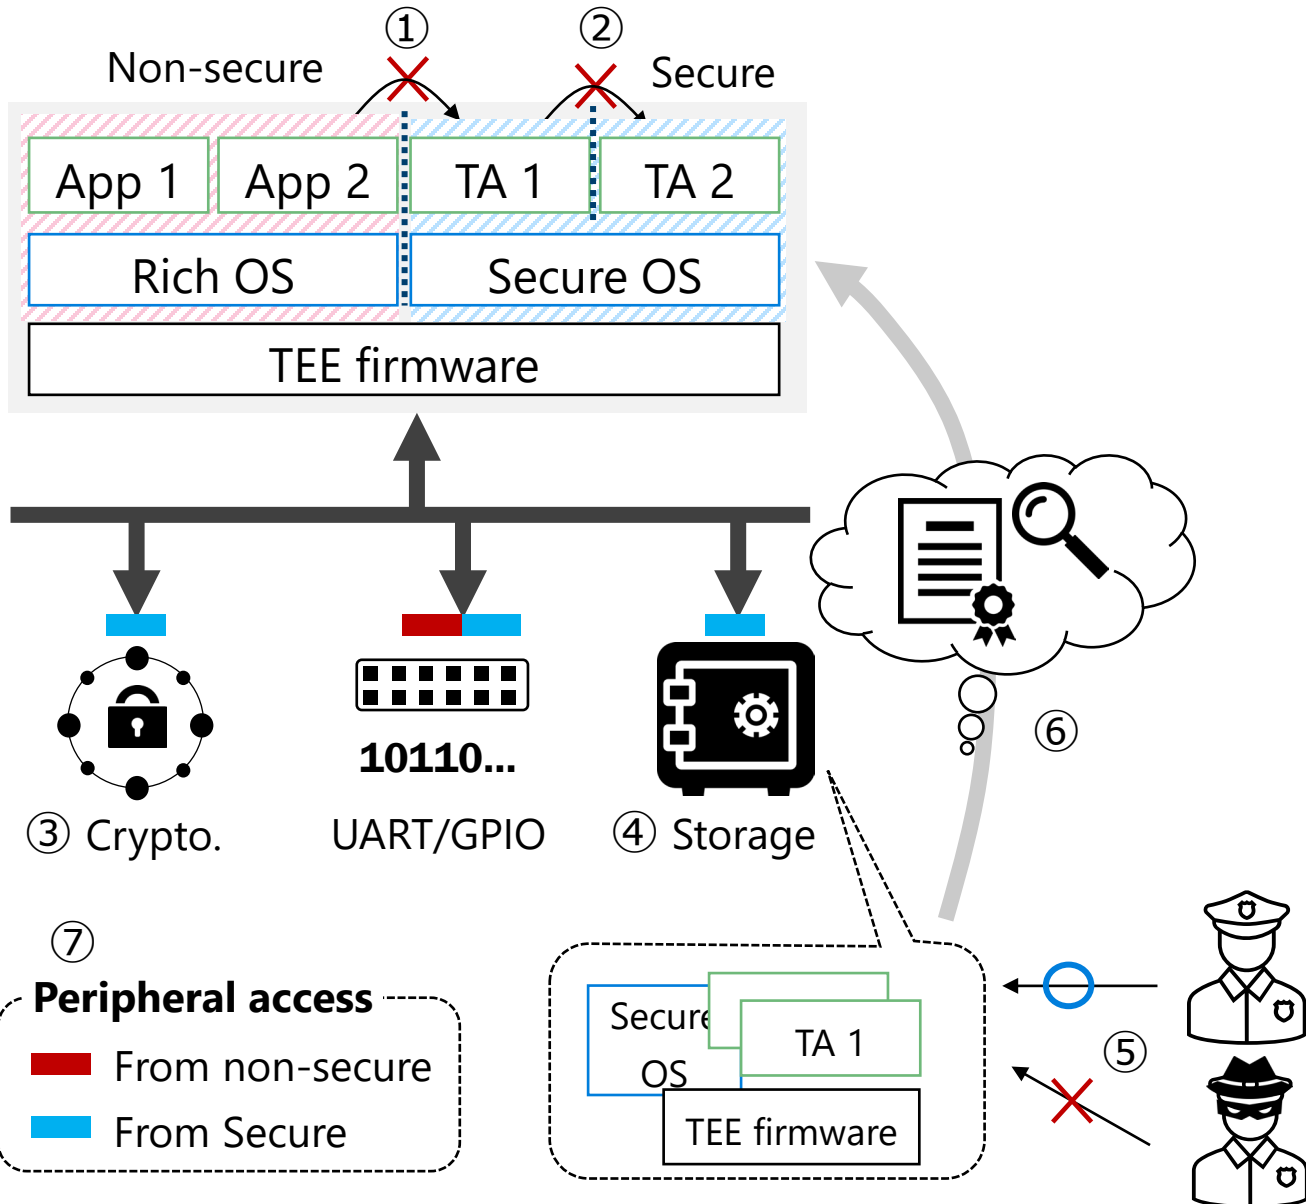 ① ②
Non-secure Secure
App 1 App 2 TA 1 TA 2
Rich OS Secure OS
TEE firmware
10110...
③ Crypto. UART/GPIO ④ Storage
⑥
⑦
Peripheral access
From non-secure
From Secure
Secure
OS
TA 1
TEE firmware
⑤